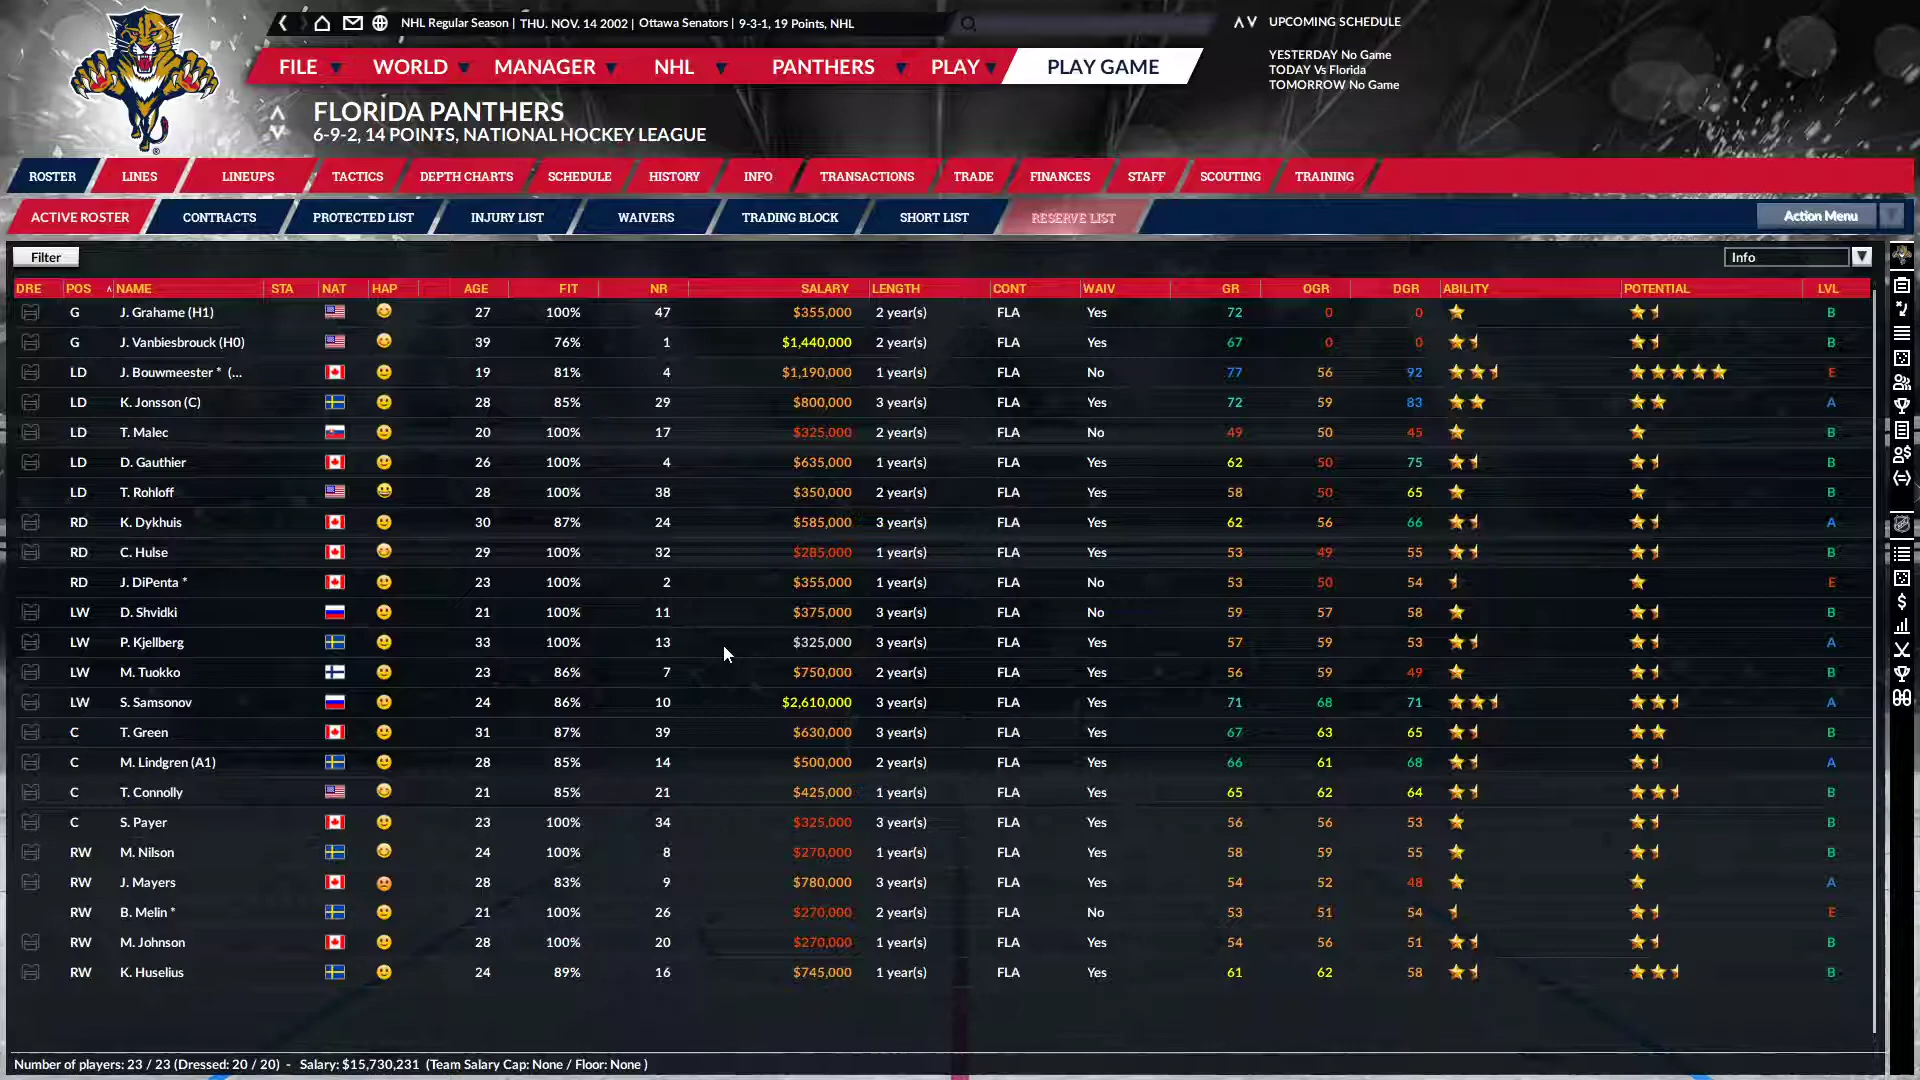 NHL Regular Season | THU. NOV. 14 2002 | Ottawa Senators | 9-3-1, 19 Points, NHL
UPCOMING SCHEDULE
YESTERDAY No Game
TODAY Vs Florida
TOMORROW No Game
FILE WORLD MANAGER NHL PANTHERS PLAY PLAY GAME
FLORIDA PANTHERS
6-9-2, 14 POINTS, NATIONAL HOCKEY LEAGUE
ROSTER LINES LINEUPS TACTICS DEPTH CHARTS SCHEDULE HISTORY INFO TRANSACTIONS TRADE FINANCES STAFF SCOUTING TRAINING
ACTIVE ROSTER CONTRACTS PROTECTED LIST INJURY LIST WAIVERS TRADING BLOCK SHORT LIST RESERVE LIST Action Menu
Filter Info
DRE POS NAME STA NAT HAP AGE FIT NR SALARY LENGTH CONT WAIV GR OGR DGR ABILITY POTENTIAL LVL
G J. Grahame (H1) 27 100% 47 $355,000 2 year(s) FLA Yes 72 0 0 B
G J. Vanbiesbrouck (H0) 39 76% 1 $1,440,000 2 year(s) FLA Yes 67 0 0 B
LD J. Bouwmeester * (... 19 81% 4 $1,190,000 1 year(s) FLA No 77 56 92 E
LD K. Jonsson (C) 28 85% 29 $800,000 3 year(s) FLA Yes 72 59 83 A
LD T. Malec 20 100% 17 $325,000 2 year(s) FLA No 49 50 45 B
LD D. Gauthier 26 100% 4 $635,000 1 year(s) FLA Yes 62 50 75 B
LD T. Rohloff 28 100% 38 $350,000 2 year(s) FLA Yes 58 50 65 B
RD K. Dykhuis 30 87% 24 $585,000 3 year(s) FLA Yes 62 56 66 A
RD C. Hulse 29 100% 32 $285,000 1 year(s) FLA Yes 53 49 55 B
RD J. DiPenta * 23 100% 2 $355,000 1 year(s) FLA No 53 50 54 E
LW D. Shvidki 21 100% 11 $375,000 3 year(s) FLA No 59 57 58 B
LW P. Kjellberg 33 100% 13 $325,000 3 year(s) FLA Yes 57 59 53 A
LW M. Tuokko 23 86% 7 $750,000 2 year(s) FLA Yes 56 59 49 B
LW S. Samsonov 24 86% 10 $2,610,000 3 year(s) FLA Yes 71 68 71 A
C T. Green 31 87% 39 $630,000 3 year(s) FLA Yes 67 63 65 B
C M. Lindgren (A1) 28 85% 14 $500,000 2 year(s) FLA Yes 66 61 68 A
C T. Connolly 21 85% 21 $425,000 1 year(s) FLA Yes 65 62 64 B
C S. Payer 23 100% 34 $325,000 3 year(s) FLA Yes 56 56 53 B
RW M. Nilson 24 100% 8 $270,000 1 year(s) FLA Yes 58 59 55 B
RW J. Mayers 28 83% 9 $780,000 3 year(s) FLA Yes 54 52 48 A
RW B. Melin * 21 100% 26 $270,000 2 year(s) FLA No 53 51 54 E
RW M. Johnson 28 100% 20 $270,000 1 year(s) FLA Yes 54 56 51 B
RW K. Huselius 24 89% 16 $745,000 1 year(s) FLA Yes 61 62 58 B
Number of players: 23 / 23 (Dressed: 20 / 20) - Salary: $15,730,231 (Team Salary Cap: None / Floor: None )